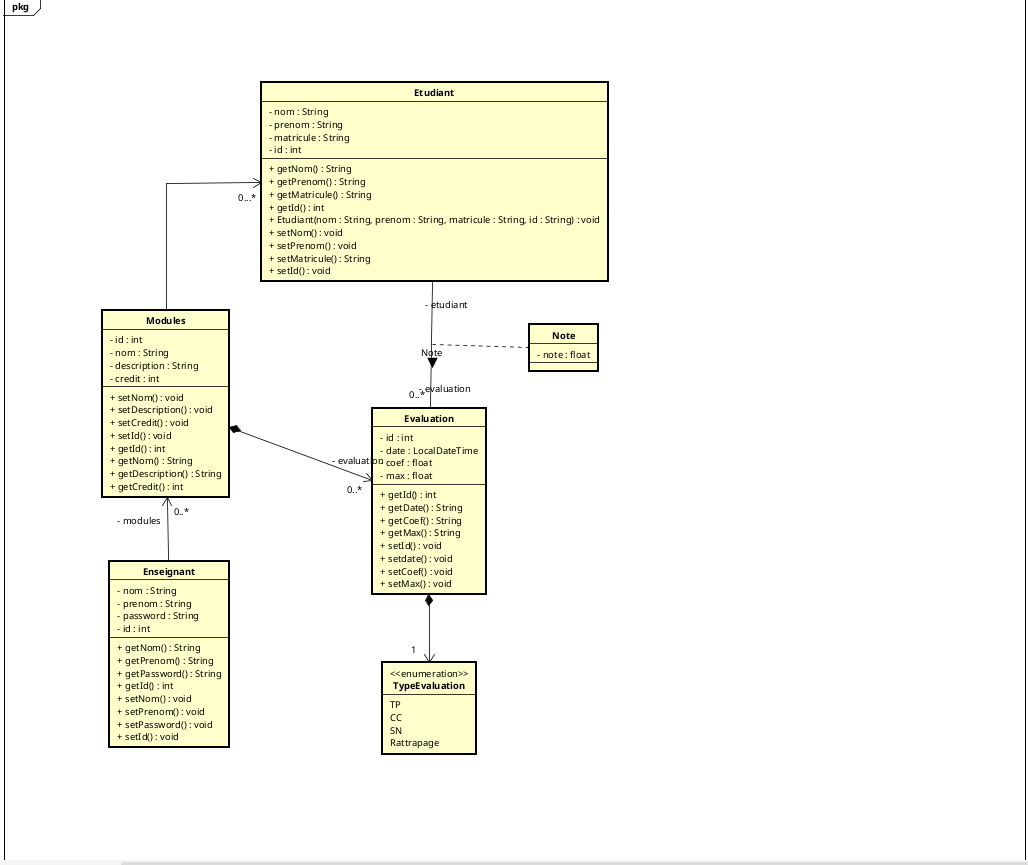 pkg
Etudiant
- nom : String
- prenom : String
- matricule : String
- id : int
+ getNom() : String
+ getPrenom() : String
+ getMatricule() : String
+ getId() : int
+ Etudiant(nom : String, prenom : String, matricule : String, id : String) : void
+ setNom() : void
+ setPrenom() : void
+ setMatricule() : String
+ setId() : void
0...*
- etudiant
Note
- evaluation
0..*
Note
- note : float
Modules
- id : int
- nom : String
- description : String
- credit : int
+ setNom() : void
+ setDescription() : void
+ setCredit() : void
+ setId() : void
+ getId() : int
+ getNom() : String
+ getDescription() : String
+ getCredit() : int
- evaluation
0..*
Evaluation
- id : int
- date : LocalDateTime
coef : float
- max : float
+ getId() : int
+ getDate() : String
+ getCoef() : String
+ getMax() : String
+ setId() : void
+ setdate() : void
+ setCoef() : void
+ setMax() : void
0..*
- modules
Enseignant
- nom : String
- prenom : String
- password : String
- id : int
+ getNom() : String
+ getPrenom() : String
+ getPassword() : String
+ getId() : int
+ setNom() : void
+ setPrenom() : void
+ setPassword() : void
+ setId() : void
1
<<enumeration>>
TypeEvaluation
TP
CC
SN
Rattrapage